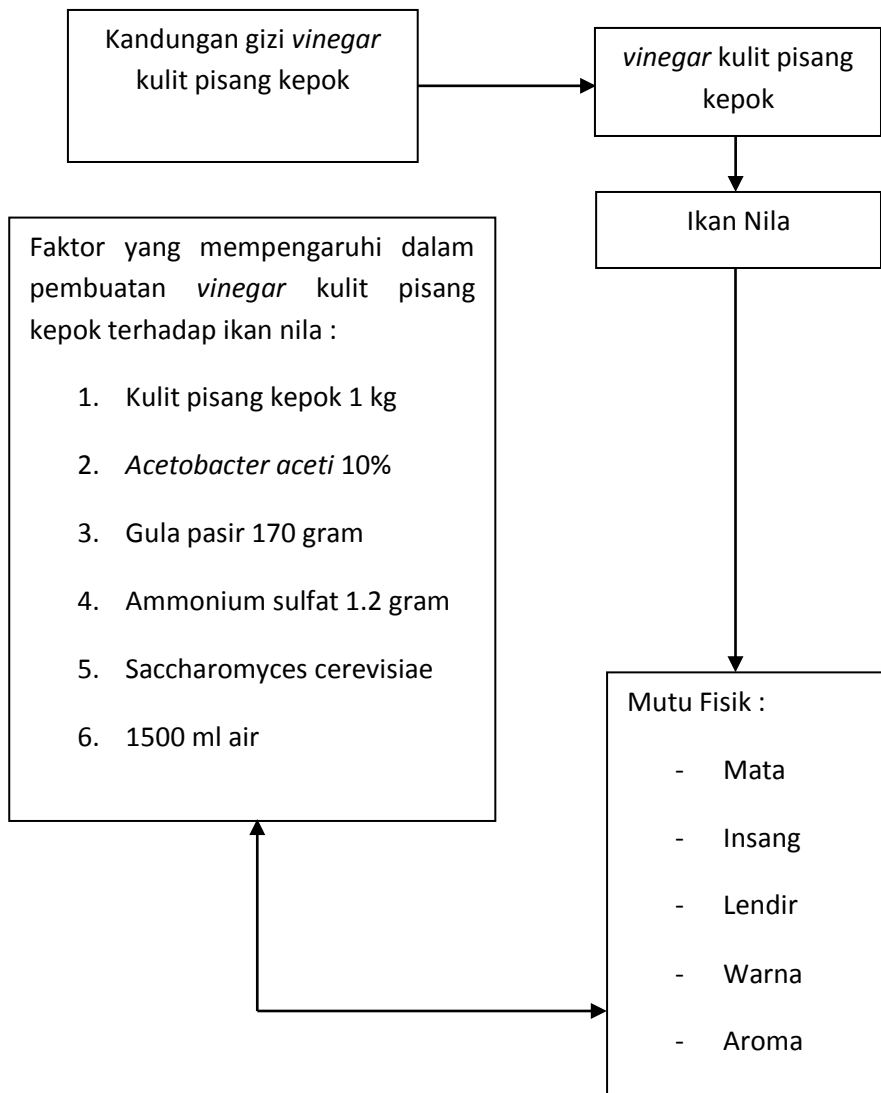 Kandungan gizi vinegar
kulit pisang kepok
vinegar kulit pisang
kepok
Ikan Nila
Faktor yang mempengaruhi dalam
pembuatan vinegar kulit pisang
kepok terhadap ikan nila :
1. Kulit pisang kepok 1 kg
2. Acetobacter aceti 10%
3. Gula pasir 170 gram
4. Ammonium sulfat 1.2 gram
5. Saccharomyces cerevisiae
6. 1500 ml air
Mutu Fisik :
- Mata
- Insang
- Lendir
- Warna
- Aroma